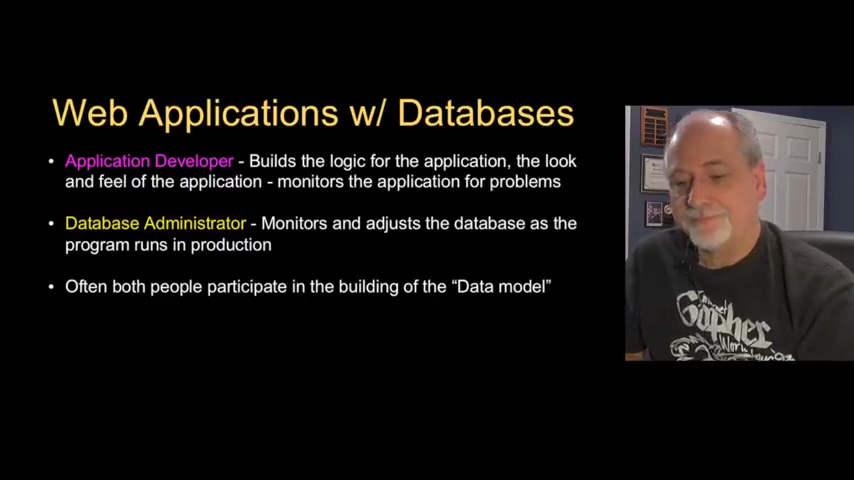 Web Applications w/ Databases
• Application Developer - Builds the logic for the application, the look
and feel of the application - monitors the application for problems
• Database Administrator - Monitors and adjusts the database as the
program runs in production
• Often both people participate in the building of the “Data model”
Gopher